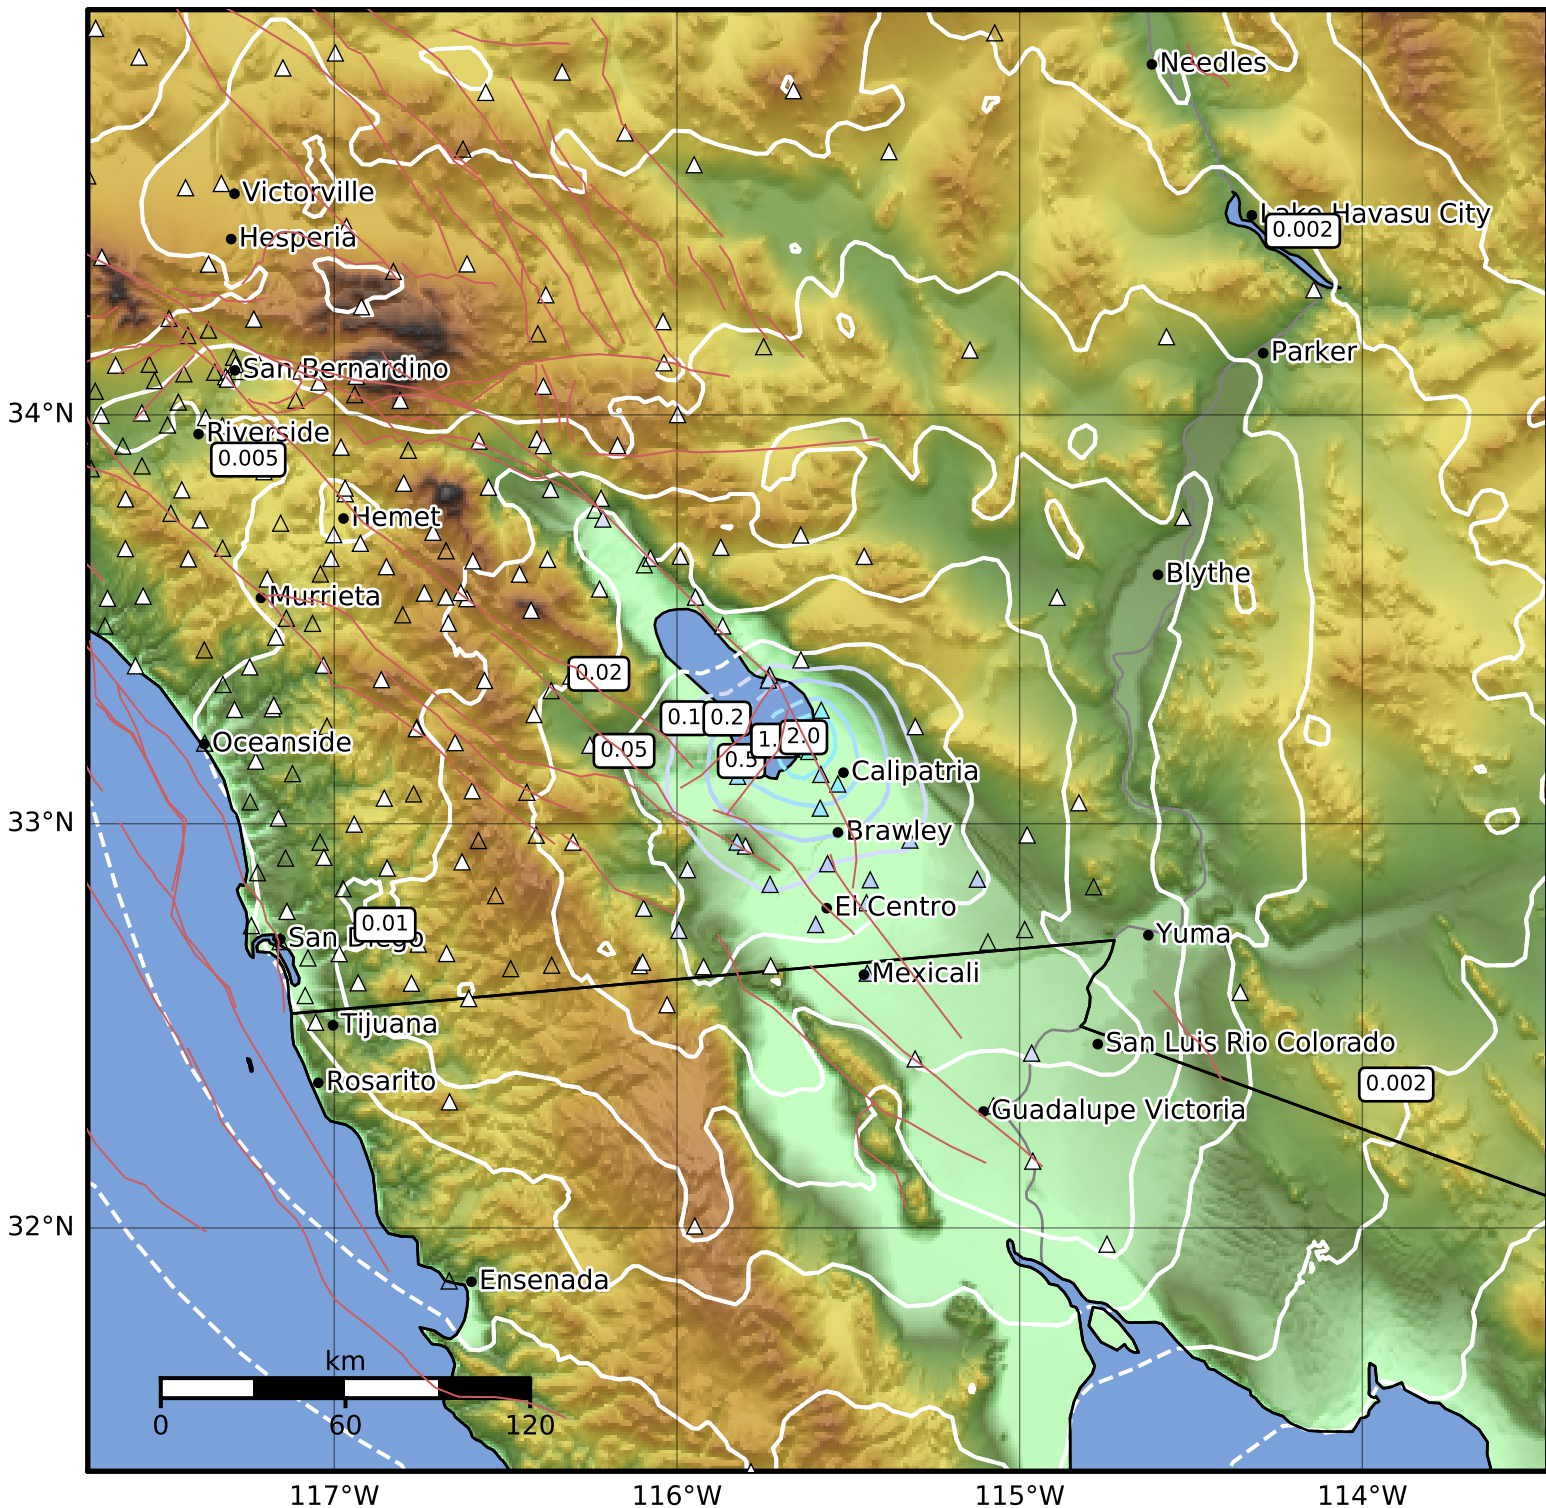 Needles
Victorville
Lake Havasu City
0.002
Hesperia
Parker
San Bernardino
34°N
Riverside
0.005
Hemet
Blythe
Murrieta
0.02
0.1
0.2
Oceanside
0.05
0.5
1.
2.0
Calipatria
33°N
Brawley
El Centro
0.01
San Diego
Yuma
Mexicali
Tijuana
San Luis Rio Colorado
Rosarito
0.002
Guadalupe Victoria
32°N
Ensenada
km
0 60 120
117°W 116°W 115°W 114°W